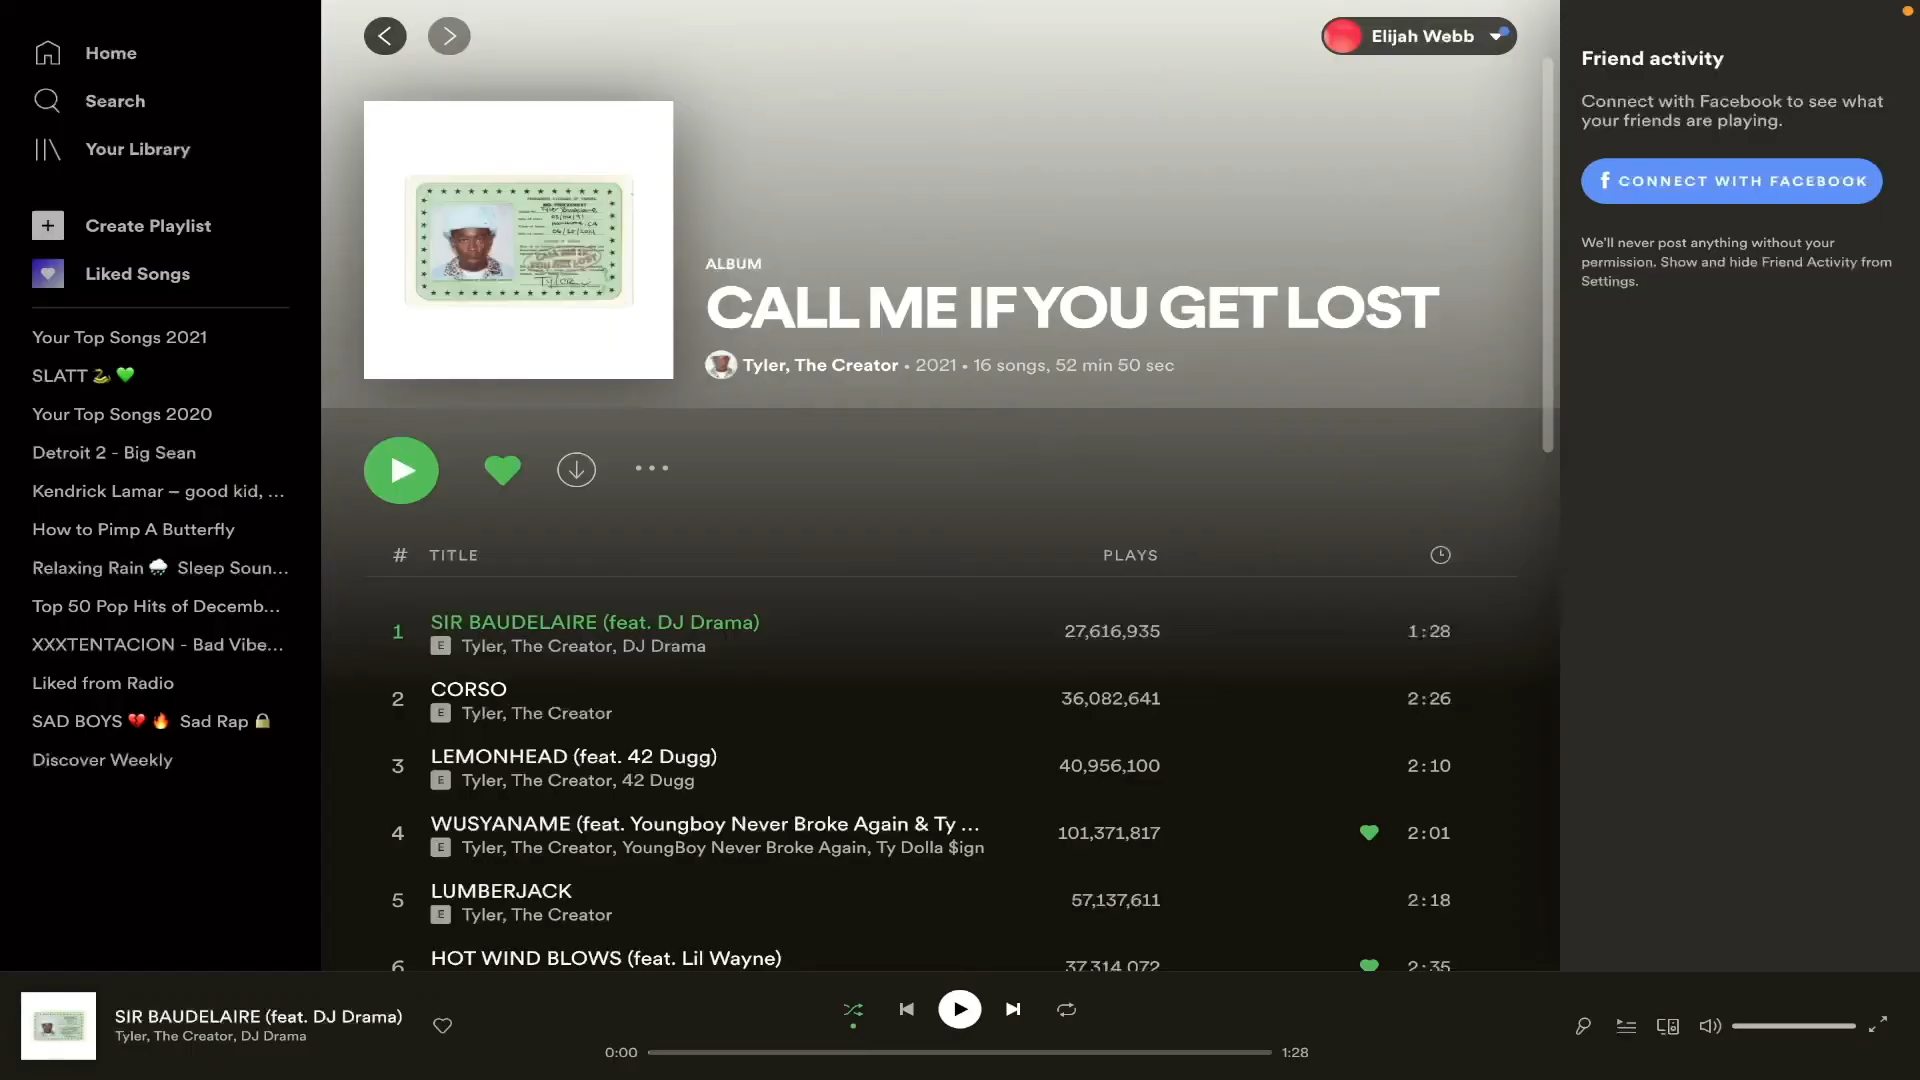 Home
Search
Your Library
Create Playlist
Liked Songs
Your Top Songs 2021
SLATT 🐍 💚
Your Top Songs 2020
Detroit 2 - Big Sean
Kendrick Lamar – good kid, ...
How to Pimp A Butterfly
Relaxing Rain 🌧 Sleep Soun...
Top 50 Pop Hits of Decemb...
XXXTENTACION - Bad Vibe...
Liked from Radio
SAD BOYS 💔 🔥 Sad Rap 🔒
Discover Weekly
Elijah Webb
ALBUM
CALL ME IF YOU GET LOST
Tyler, The Creator • 2021 • 16 songs, 52 min 50 sec
# TITLE PLAYS
1 SIR BAUDELAIRE (feat. DJ Drama) 27,616,935 1:28
E Tyler, The Creator, DJ Drama
2 CORSO 36,082,641 2:26
E Tyler, The Creator
3 LEMONHEAD (feat. 42 Dugg) 40,956,100 2:10
E Tyler, The Creator, 42 Dugg
4 WUSYANAME (feat. Youngboy Never Broke Again & Ty ... 101,371,817 2:01
E Tyler, The Creator, YoungBoy Never Broke Again, Ty Dolla $ign
5 LUMBERJACK 57,137,611 2:18
E Tyler, The Creator
6 HOT WIND BLOWS (feat. Lil Wayne) 37,314,072 2:35
Friend activity
Connect with Facebook to see what
your friends are playing.
f CONNECT WITH FACEBOOK
We'll never post anything without your
permission. Show and hide Friend Activity from
Settings.
SIR BAUDELAIRE (feat. DJ Drama)
Tyler, The Creator, DJ Drama
0:00 1:28